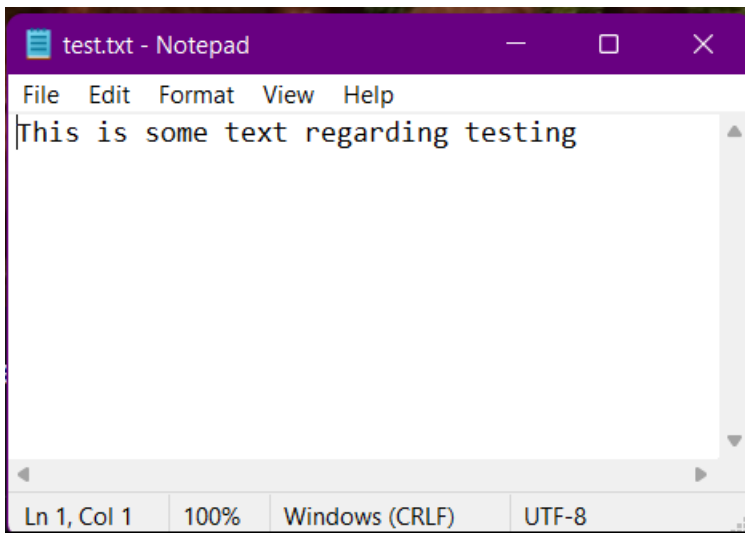 test.txt - Notepad
File Edit Format View Help
This is some text regarding testing
Ln 1, Col 1 100% Windows (CRLF) UTF-8